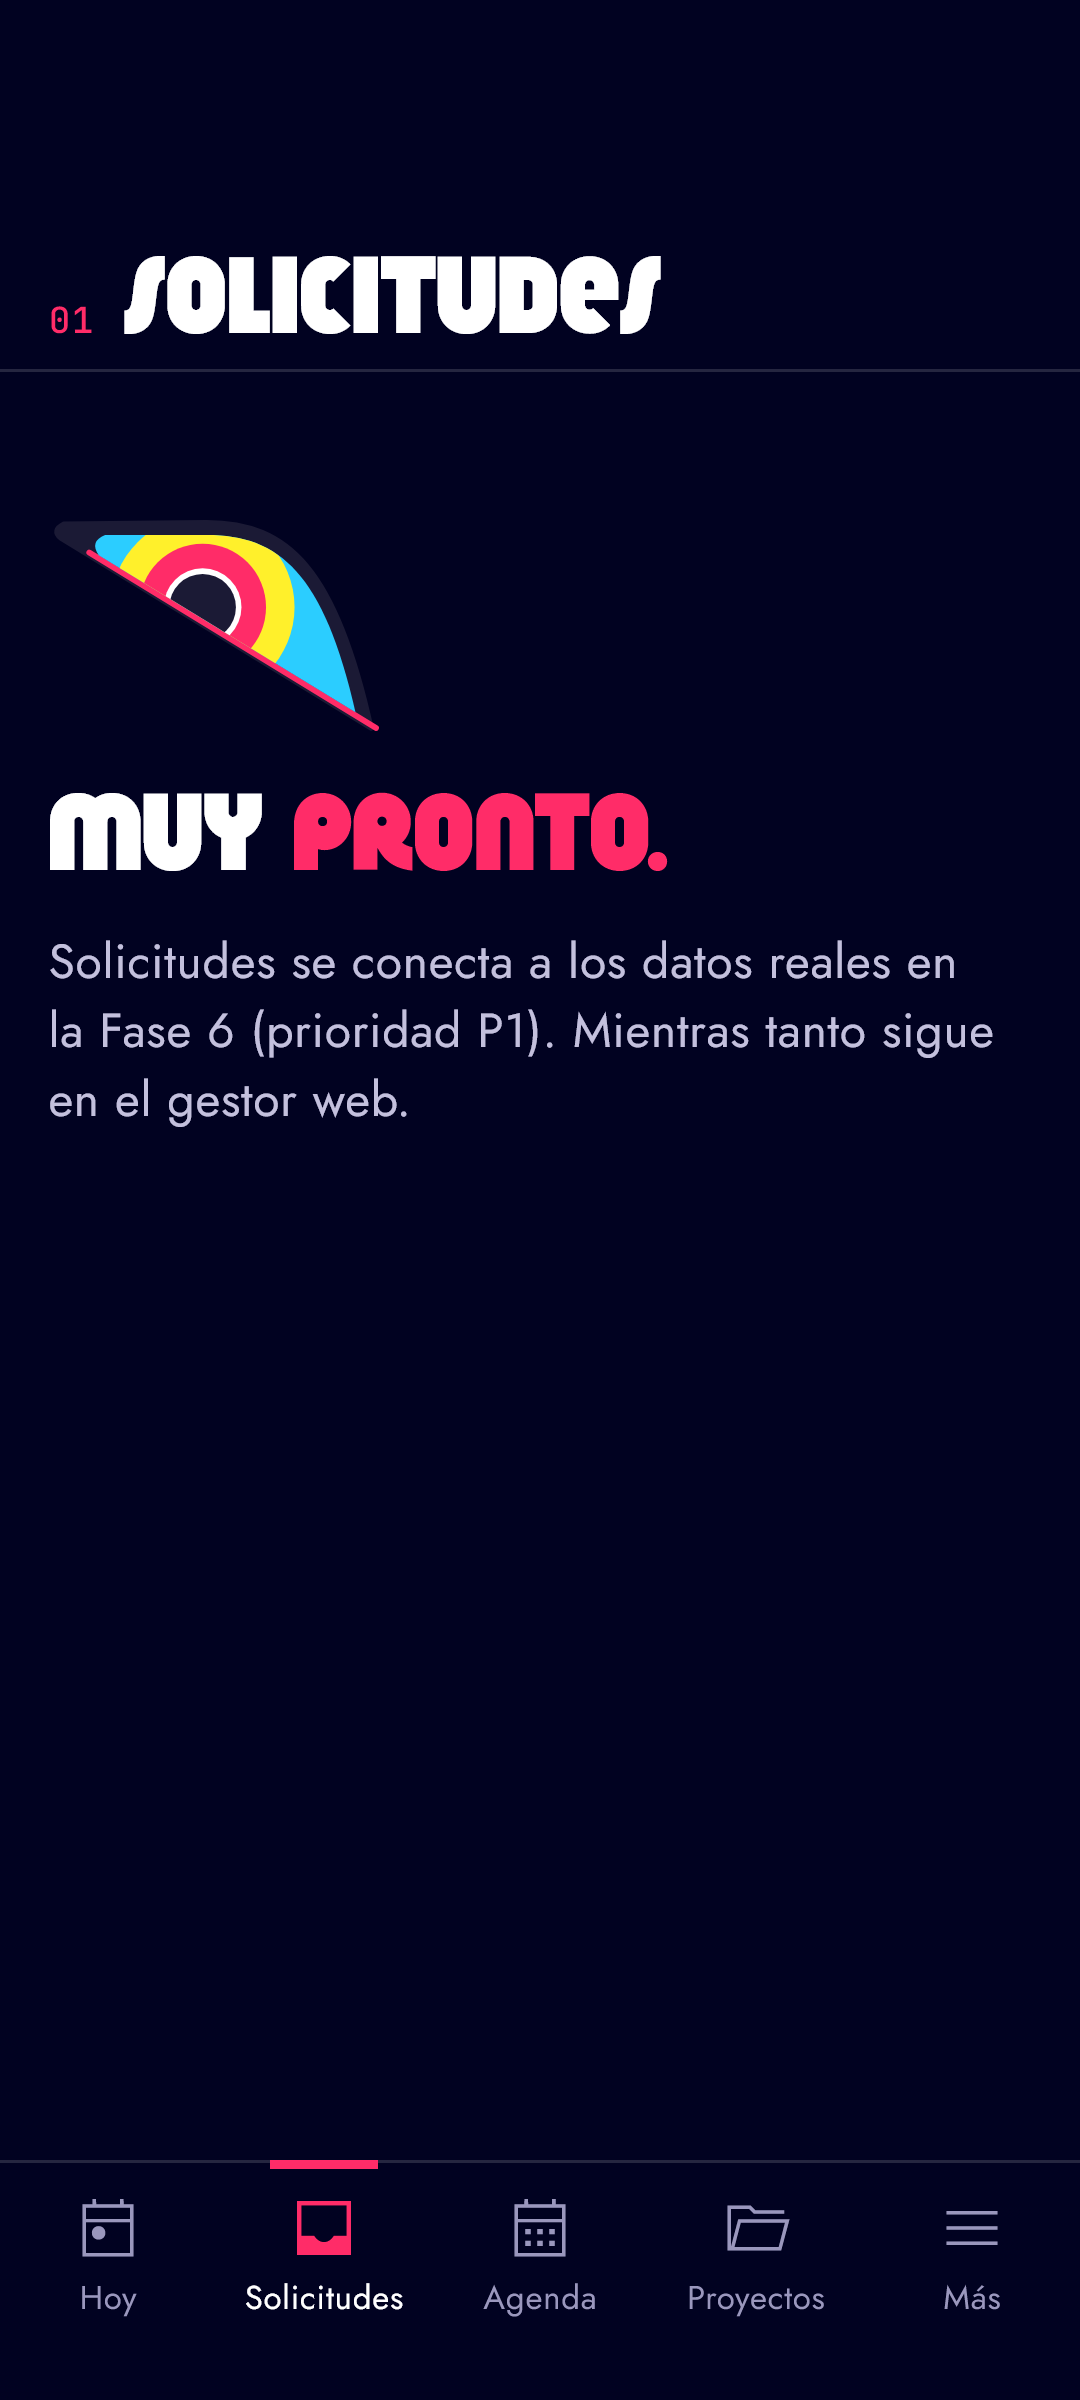 01 SOLICITUDES
MUY PRONTO.
Solicitudes se conecta a los datos reales en
la Fase 6 (prioridad P1). Mientras tanto sigue
en el gestor web.
Hoy Solicitudes Agenda Proyectos Más